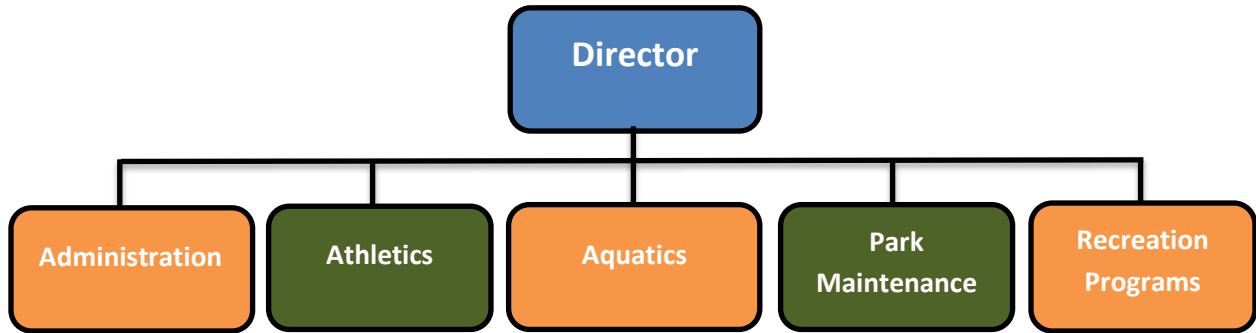 Director
Administration
Athletics
Aquatics
Park
Maintenance
Recreation
Programs